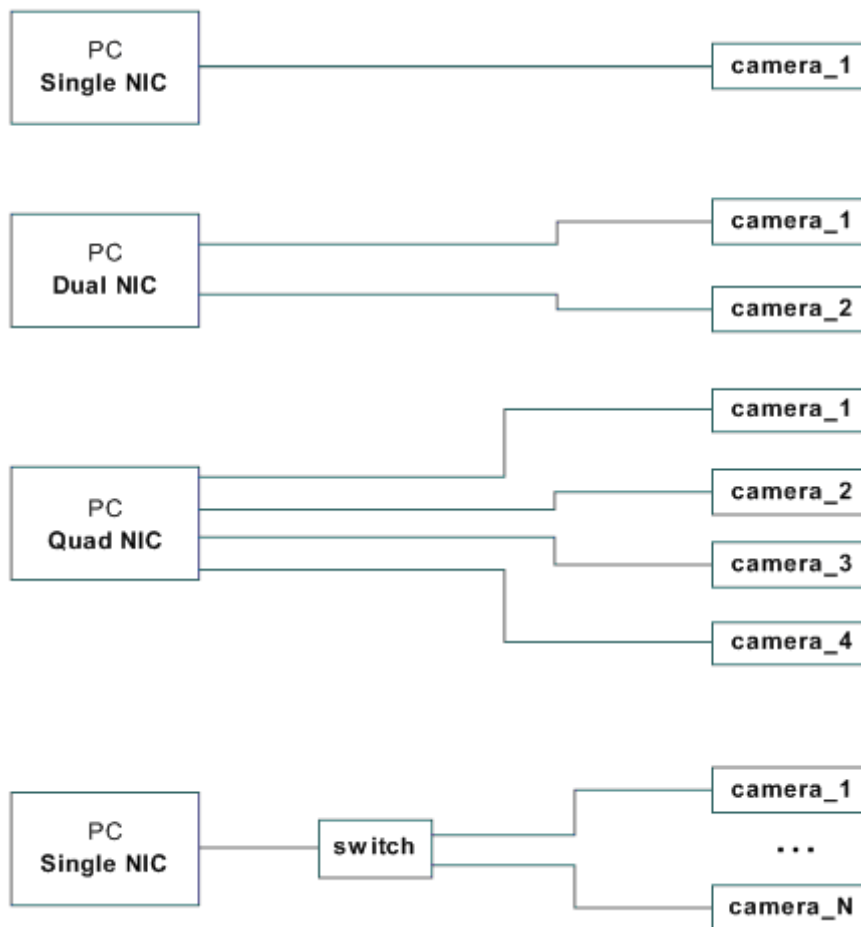 PC
Single NIC
camera_1
PC
Dual NIC
camera_1
camera_2
PC
Quad NIC
camera_1
camera_2
camera_3
camera_4
PC
Single NIC
switch
camera_1
...
camera_N